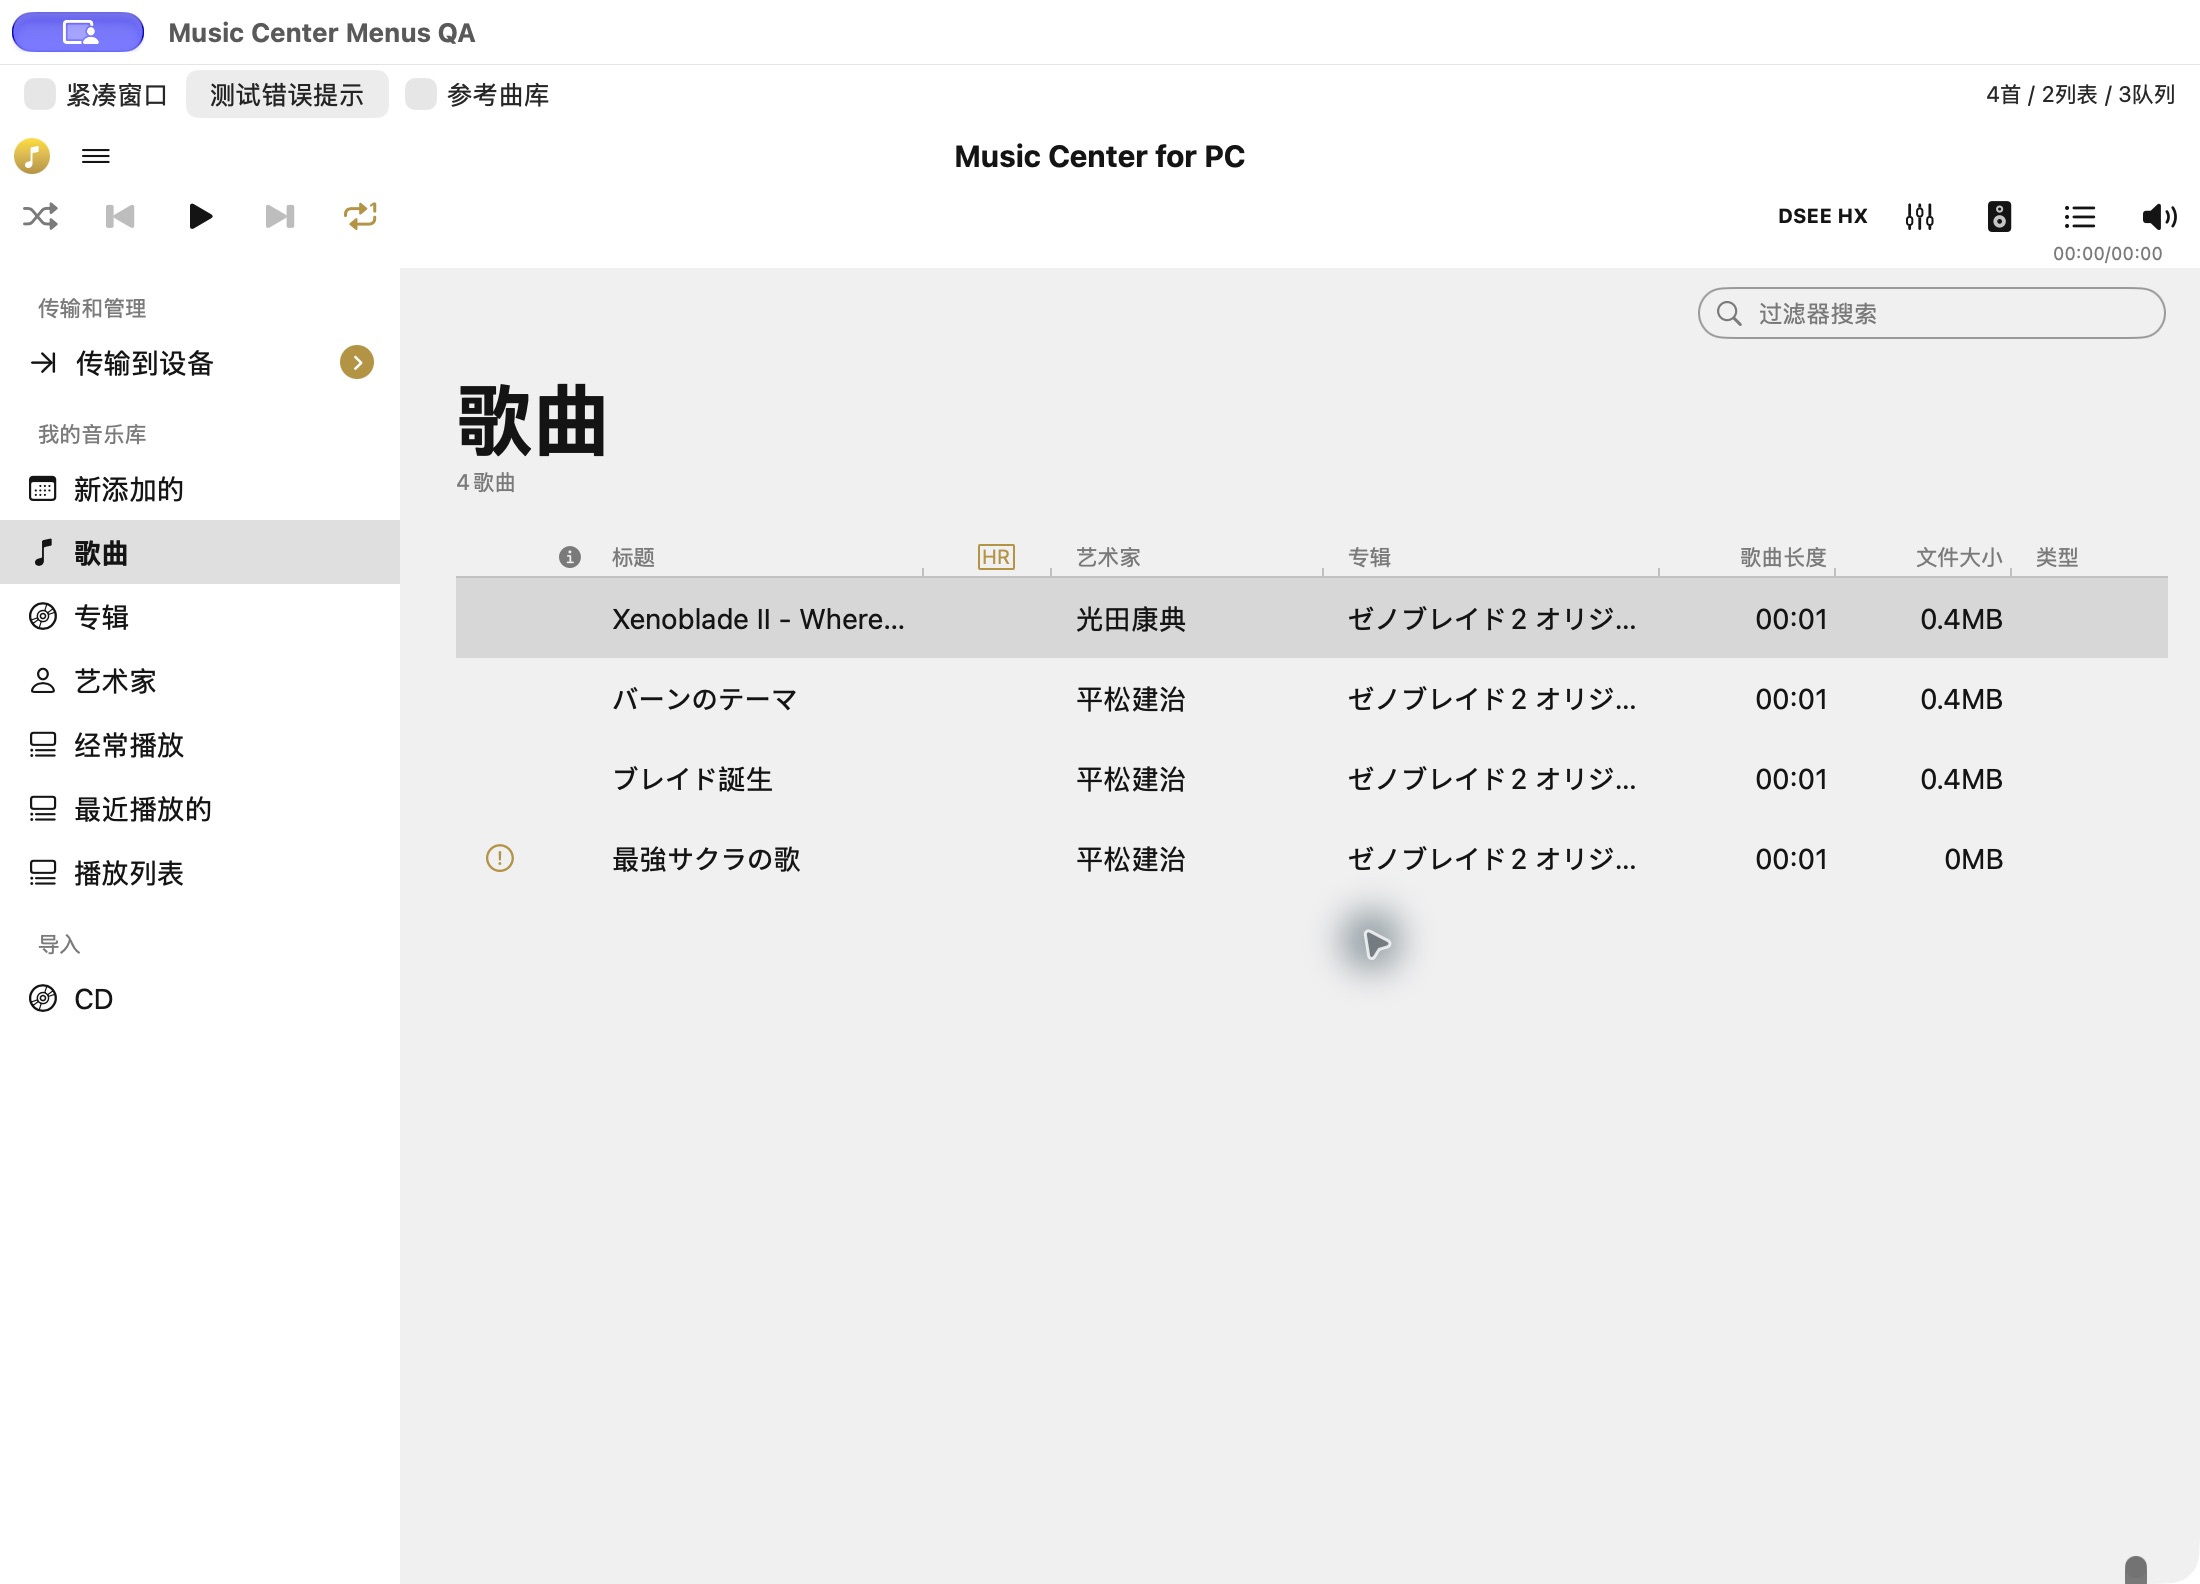 Music Center Menus QA
紧凑窗口 测试错误提示 参考曲库 4首 / 2列表 / 3队列
Music Center for PC
DSEE HX
00:00/00:00
传输和管理
传输到设备
我的音乐库
新添加的
歌曲
专辑
艺术家
经常播放
最近播放的
播放列表
导入
CD
过滤器搜索
歌曲
4 歌曲
标题 HR 艺术家 专辑 歌曲长度 文件大小 类型
Xenoblade II - Where... 光田康典 ゼノブレイド2 オリジ... 00:01 0.4MB
バーンのテーマ 平松建治 ゼノブレイド2 オリジ... 00:01 0.4MB
ブレイド誕生 平松建治 ゼノブレイド2 オリジ... 00:01 0.4MB
最強サクラの歌 平松建治 ゼノブレイド2 オリジ... 00:01 0MB